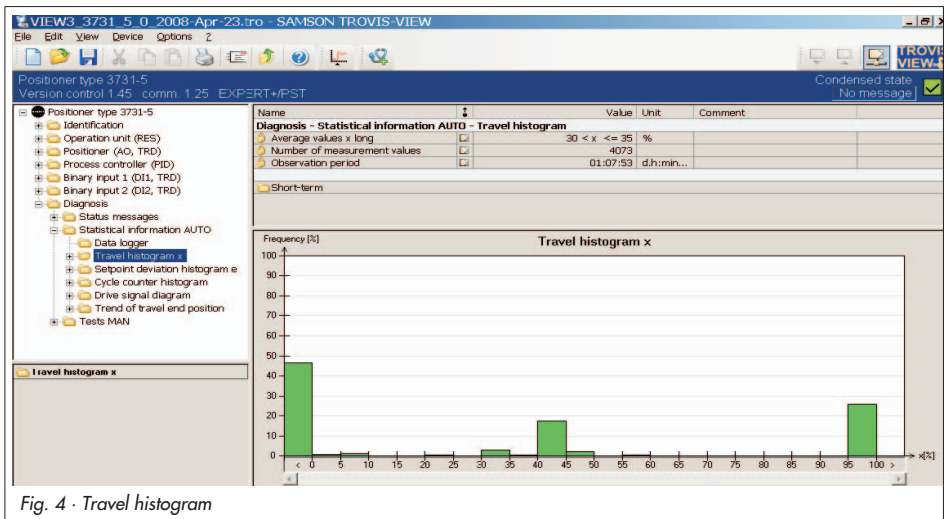 VIEW3_3731_5_0_2008-Apr-23.tro - SAMSON TROVIS-VIEW
File Edit View Device Options ?
TROVIS
VIEW
Positioner type 3731-5
Version control 1.45 comm. 1.25 EXPERT+/PST
Condensed state
No message
Positioner type 3731-5
Identification
Operation unit (RES)
Positioner (AO, TRD)
Process controller (PID)
Binary input 1 (DI1, TRD)
Binary input 2 (DI2, TRD)
Diagnosis
Status messages
Statistical information AUTO
Data logger
Travel histogram x
Setpoint deviation histogram e
Cycle counter histogram
Drive signal diagram
Trend of travel end position
Tests MAN
Travel histogram x
Name Value Unit Comment
Diagnosis - Statistical information AUTO - Travel histogram
Average values x long 30 < x <= 35 %
Number of measurement values 4073
Observation period 01:07:53 d.h:min...
Short-term
Frequency [%]
Travel histogram x
100
90
80
70
60
50
40
30
20
10
0
< 0 5 10 15 20 25 30 35 40 45 50 55 60 65 70 75 80 85 90 95 100 > x[%]
Fig. 4 · Travel histogram